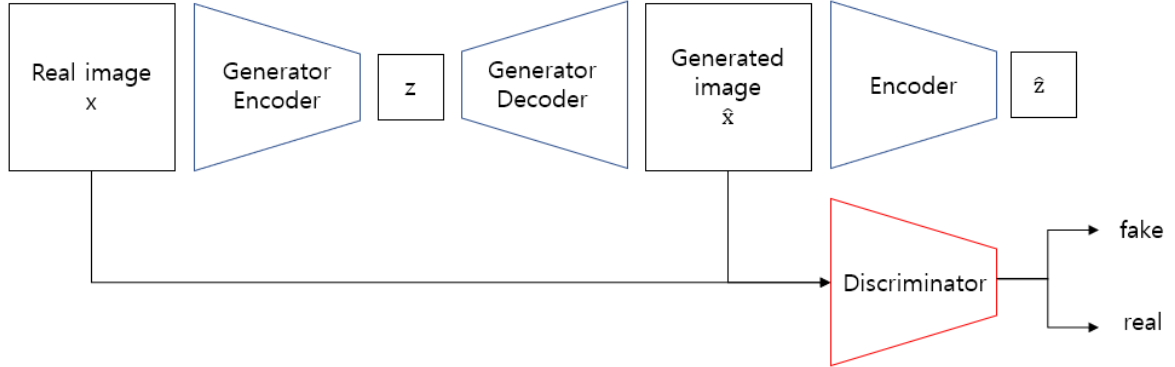 Real image
x
Generator
Encoder
z
Generator
Decoder
Generated
image
x̂
Encoder
ẑ
Discriminator
fake
real